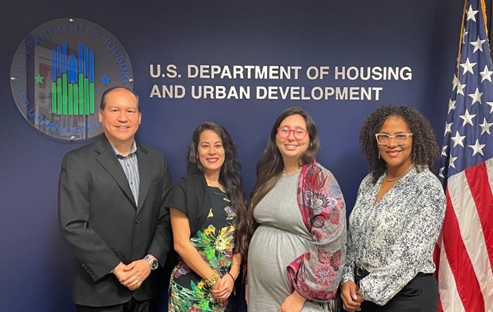 U.S. DEPARTMENT OF HOUSING
AND URBAN DEVELOPMENT